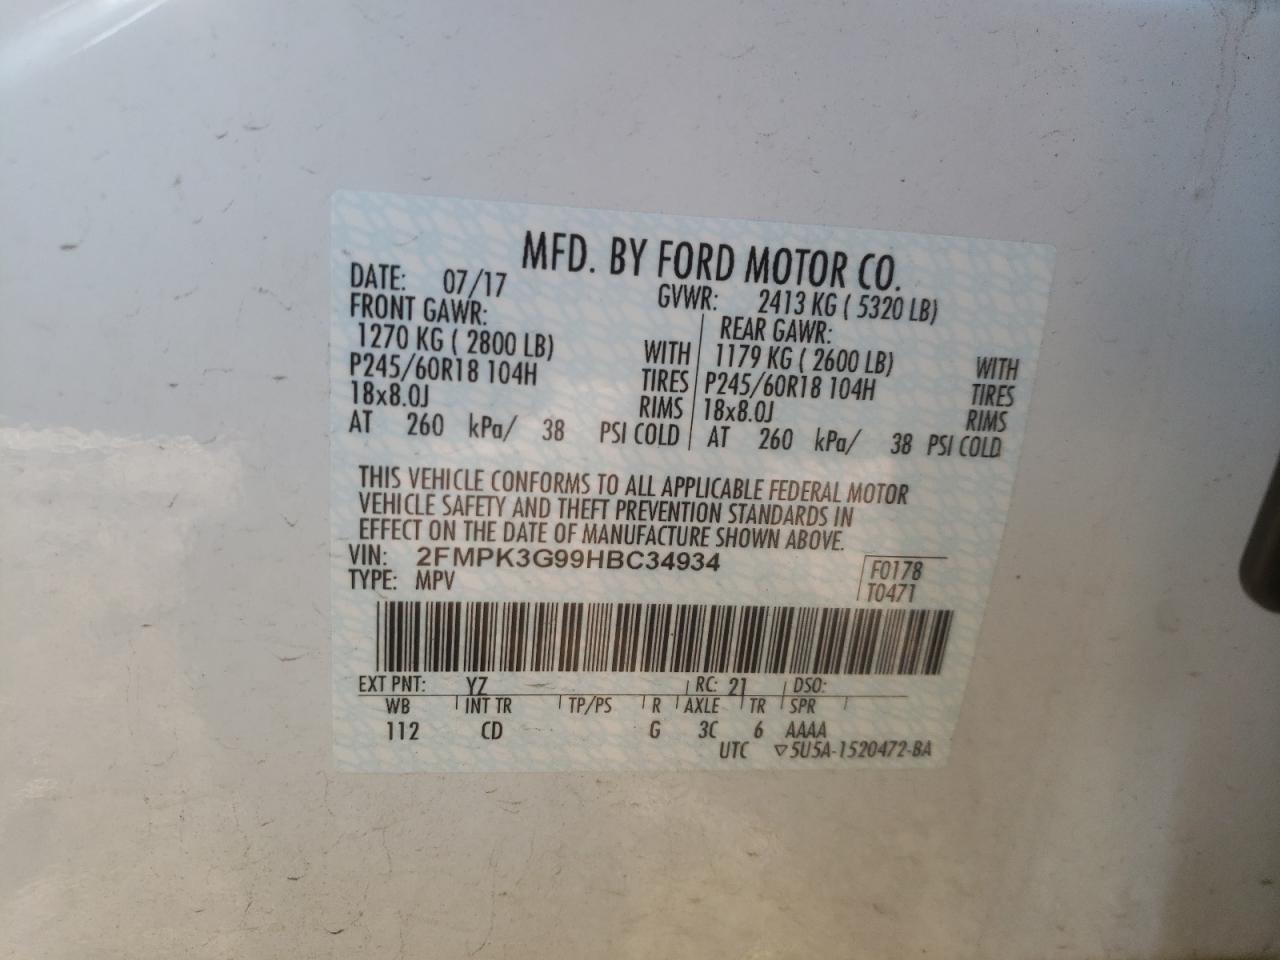 MFD. BY FORD MOTOR CO.
DATE: 07/17 GVWR: 2413 KG ( 5320 LB)
FRONT GAWR: REAR GAWR:
1270 KG ( 2800 LB) WITH 1179 KG ( 2600 LB) WITH
P245/60R18 104H TIRES P245/60R18 104H TIRES
18x8.0J RIMS 18x8.0J RIMS
AT 260 kPa/ 38 PSI COLD AT 260 kPa/ 38 PSI COLD
THIS VEHICLE CONFORMS TO ALL APPLICABLE FEDERAL MOTOR
VEHICLE SAFETY AND THEFT PREVENTION STANDARDS IN
EFFECT ON THE DATE OF MANUFACTURE SHOWN ABOVE.
VIN: 2FMPK3G99HBC34934
TYPE: MPV
F0178
T0471
EXT PNT: YZ RC: 21 DSO:
WB INT TR TP/PS R AXLE TR SPR
112 CD G 3C 6 AAAA
UTC ▽5U5A-1520472-BA